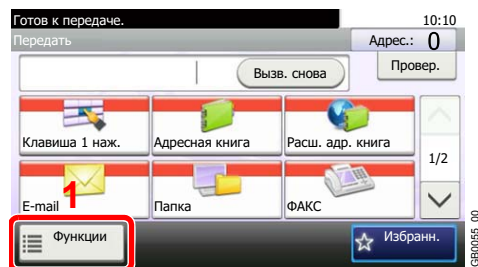 Готов к передаче. 10:10
Передать Адрес.: 0
Вызв. снова Провер.
Клавиша 1 наж. Адресная книга Расш. адр. книга
1/2
E-mail Папка ФАКС
1
Функции Избранн.
GB0055_00